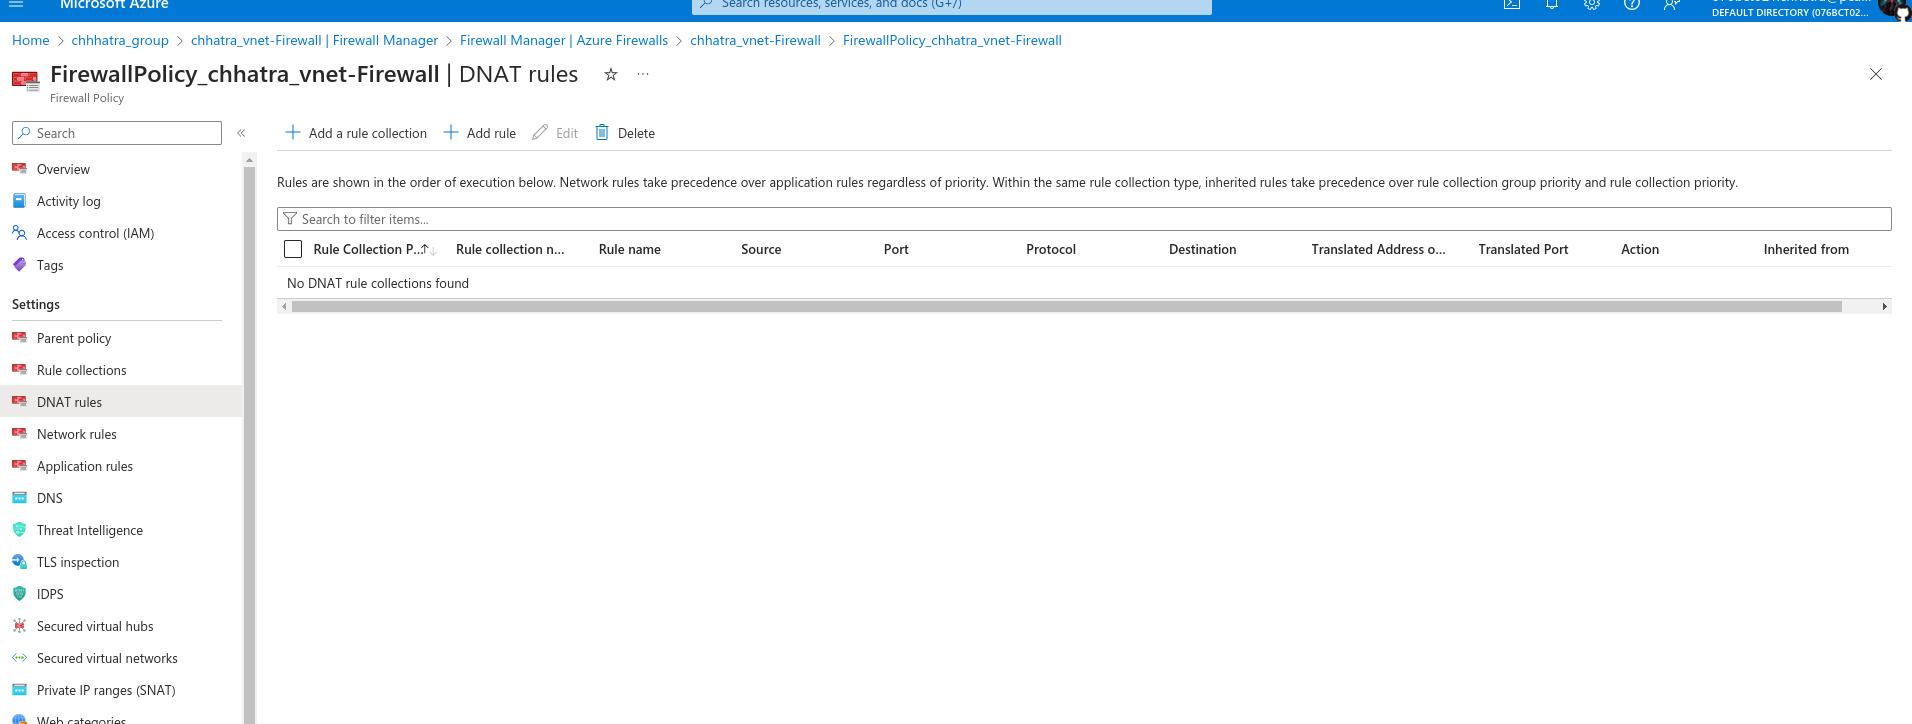 Microsoft Azure
Search resources, services, and docs (G+/)
DEFAULT DIRECTORY (076BCT02...
Home > chhhatra_group > chhatra_vnet-Firewall | Firewall Manager > Firewall Manager | Azure Firewalls > chhatra_vnet-Firewall > FirewallPolicy_chhatra_vnet-Firewall
FirewallPolicy_chhatra_vnet-Firewall | DNAT rules ☆ ...
Firewall Policy
Search «
Add a rule collection Add rule Edit Delete
Overview
Activity log
Access control (IAM)
Tags
Settings
Parent policy
Rule collections
DNAT rules
Network rules
Application rules
DNS
Threat Intelligence
TLS inspection
IDPS
Secured virtual hubs
Secured virtual networks
Private IP ranges (SNAT)
Web categories
Rules are shown in the order of execution below. Network rules take precedence over application rules regardless of priority. Within the same rule collection type, inherited rules take precedence over rule collection group priority and rule collection priority.
Search to filter items...
Rule Collection P...↑↓ Rule collection n... Rule name Source Port Protocol Destination Translated Address o... Translated Port Action Inherited from
No DNAT rule collections found